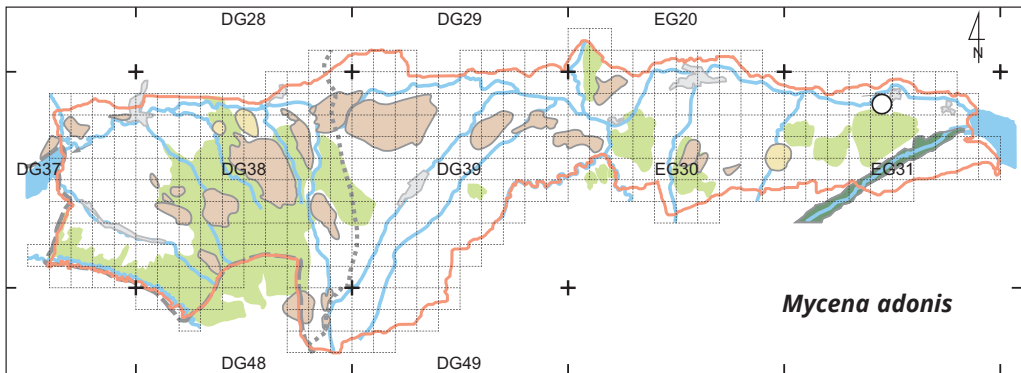 DG28 DG29 EG20
N
DG37 DG38 DG39 EG30 EG31
Mycena adonis
DG48 DG49